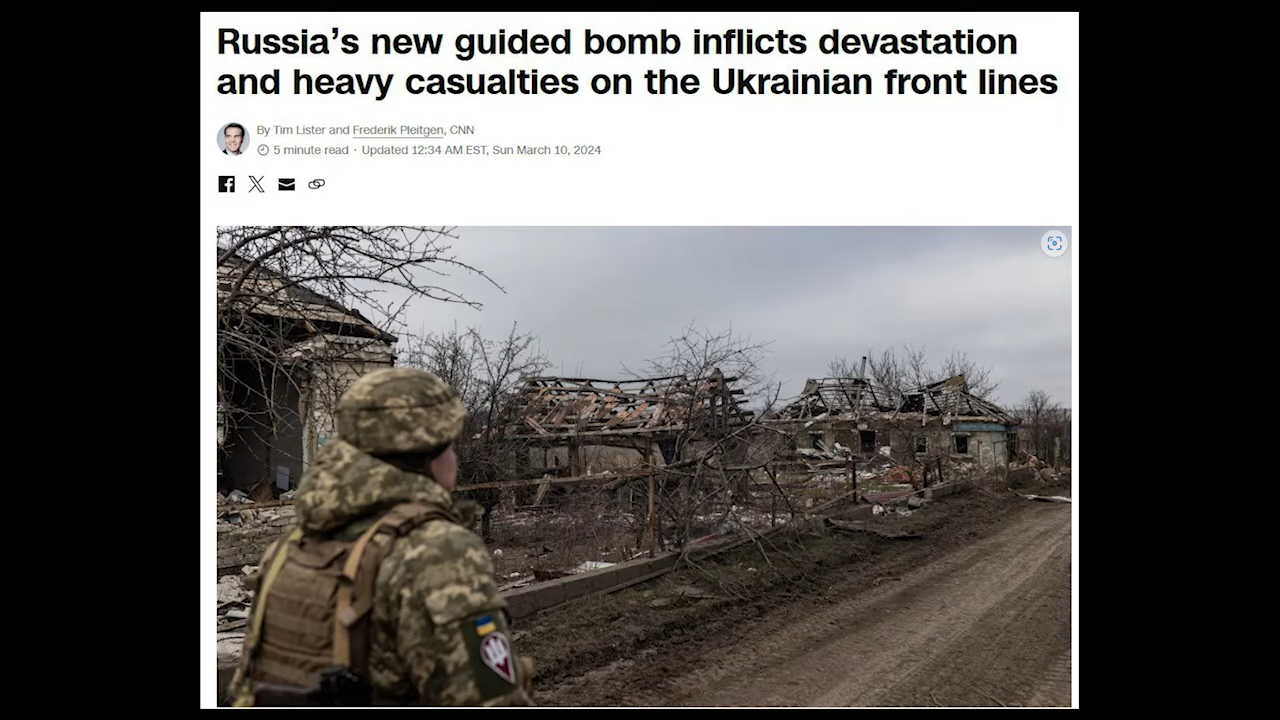 Russia's new guided bomb inflicts devastation
and heavy casualties on the Ukrainian front lines
By Tim Lister and Frederik Pleitgen, CNN
5 minute read · Updated 12:34 AM EST, Sun March 10, 2024